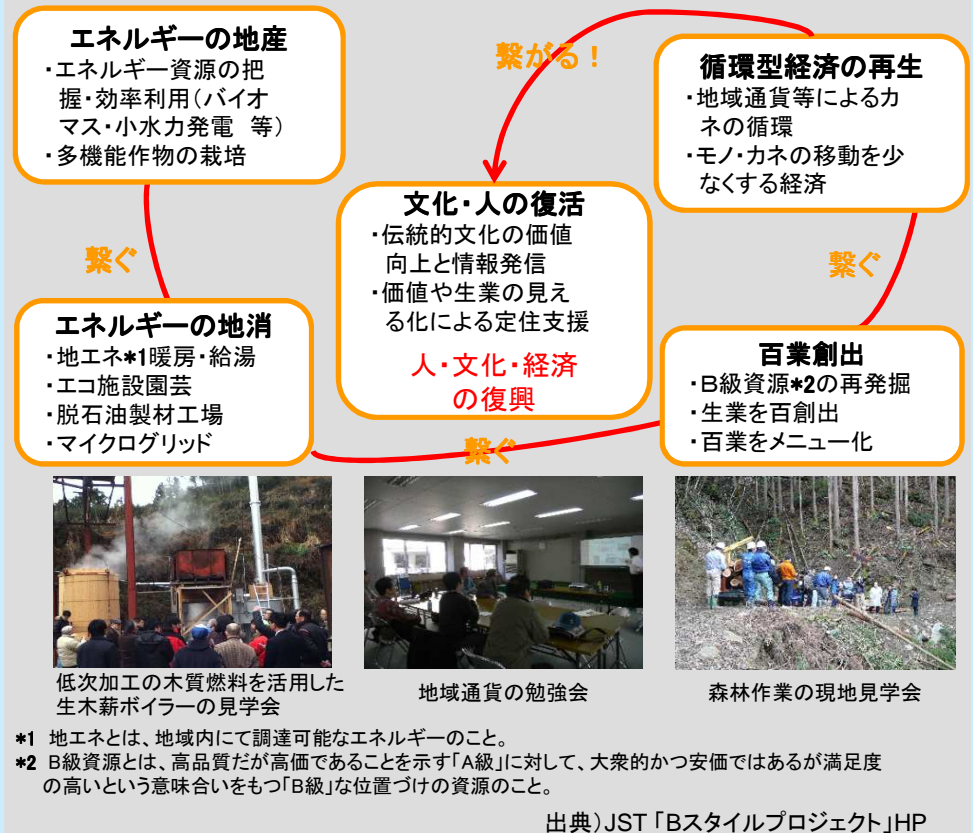 エネルギーの地産
・エネルギー資源の把
握・効率利用(バイオ
マス・小水力発電　等)
・多機能作物の栽培
繋がる！
循環型経済の再生
・地域通貨等によるカ
ネの循環
・モノ・カネの移動を少
なくする経済
文化・人の復活
・伝統的文化の価値
向上と情報発信
・価値や生業の見え
る化による定住支援
人・文化・経済
の復興
繋ぐ
繋ぐ
エネルギーの地消
・地エネ*1暖房・給湯
・エコ施設園芸
・脱石油製材工場
・マイクログリッド
百業創出
・B級資源*2の再発掘
・生業を百創出
・百業をメニュー化
繋ぐ
低次加工の木質燃料を活用した
生木薪ボイラーの見学会
地域通貨の勉強会
森林作業の現地見学会
*1 地エネとは、地域内にて調達可能なエネルギーのこと。
*2 B級資源とは、高品質だが高価であることを示す「A級」に対して、大衆的かつ安価ではあるが満足度
の高いという意味合いをもつ「B級」な位置づけの資源のこと。
出典)JST「Bスタイルプロジェクト」HP